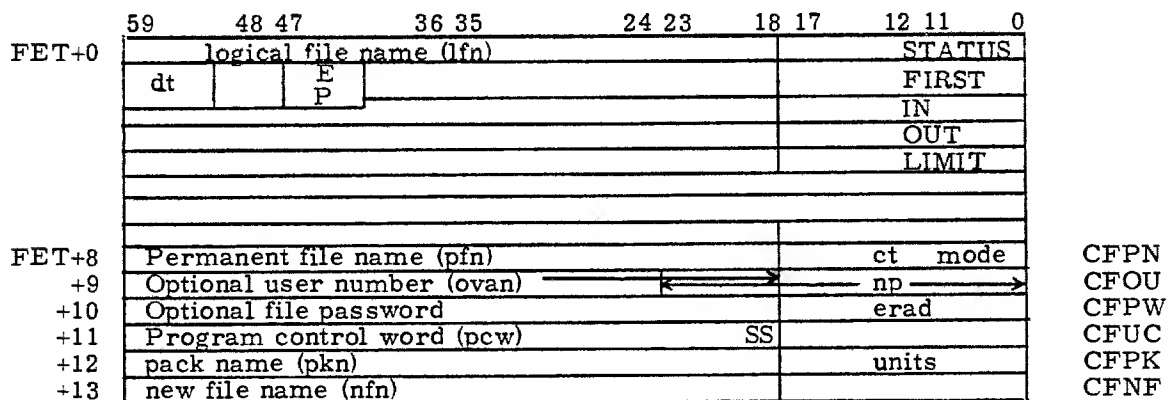 59 48 47 36 35 24 23 18 17 12 11 0
FET+0 logical file name (lfn) STATUS
dt E P FIRST
IN
OUT
LIMIT
FET+8 Permanent file name (pfn) ct mode CFPN
+9 Optional user number (ovan) np CFOU
+10 Optional file password erad CFPW
+11 Program control word (pcw) SS CFUC
+12 pack name (pkn) units CFPK
+13 new file name (nfn) CFNF